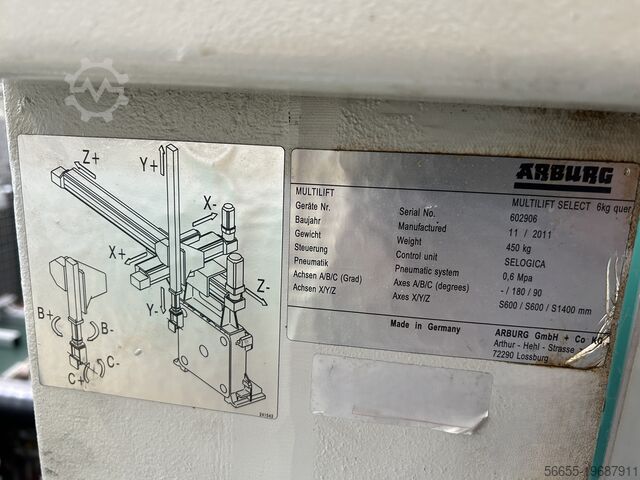 Z+
Y+
X-
X+
Z-
Y-
B+
B-
C-
C+
241543
ARBURG
MULTILIFT MULTILIFT SELECT 6kg quer
Geräte Nr. Serial No. 602906
Baujahr Manufactured 11 / 2011
Gewicht Weight 450 kg
Steuerung Control unit SELOGICA
Pneumatik Pneumatic system 0,6 Mpa
Achsen A/B/C (Grad) Axes A/B/C (degrees) - / 180 / 90
Achsen X/Y/Z Axes X/Y/Z S600 / S600 / S1400 mm
Made in Germany
ARBURG GmbH + Co KG
Arthur - Hehl - Strasse
72290 Lossburg
56655-19687911